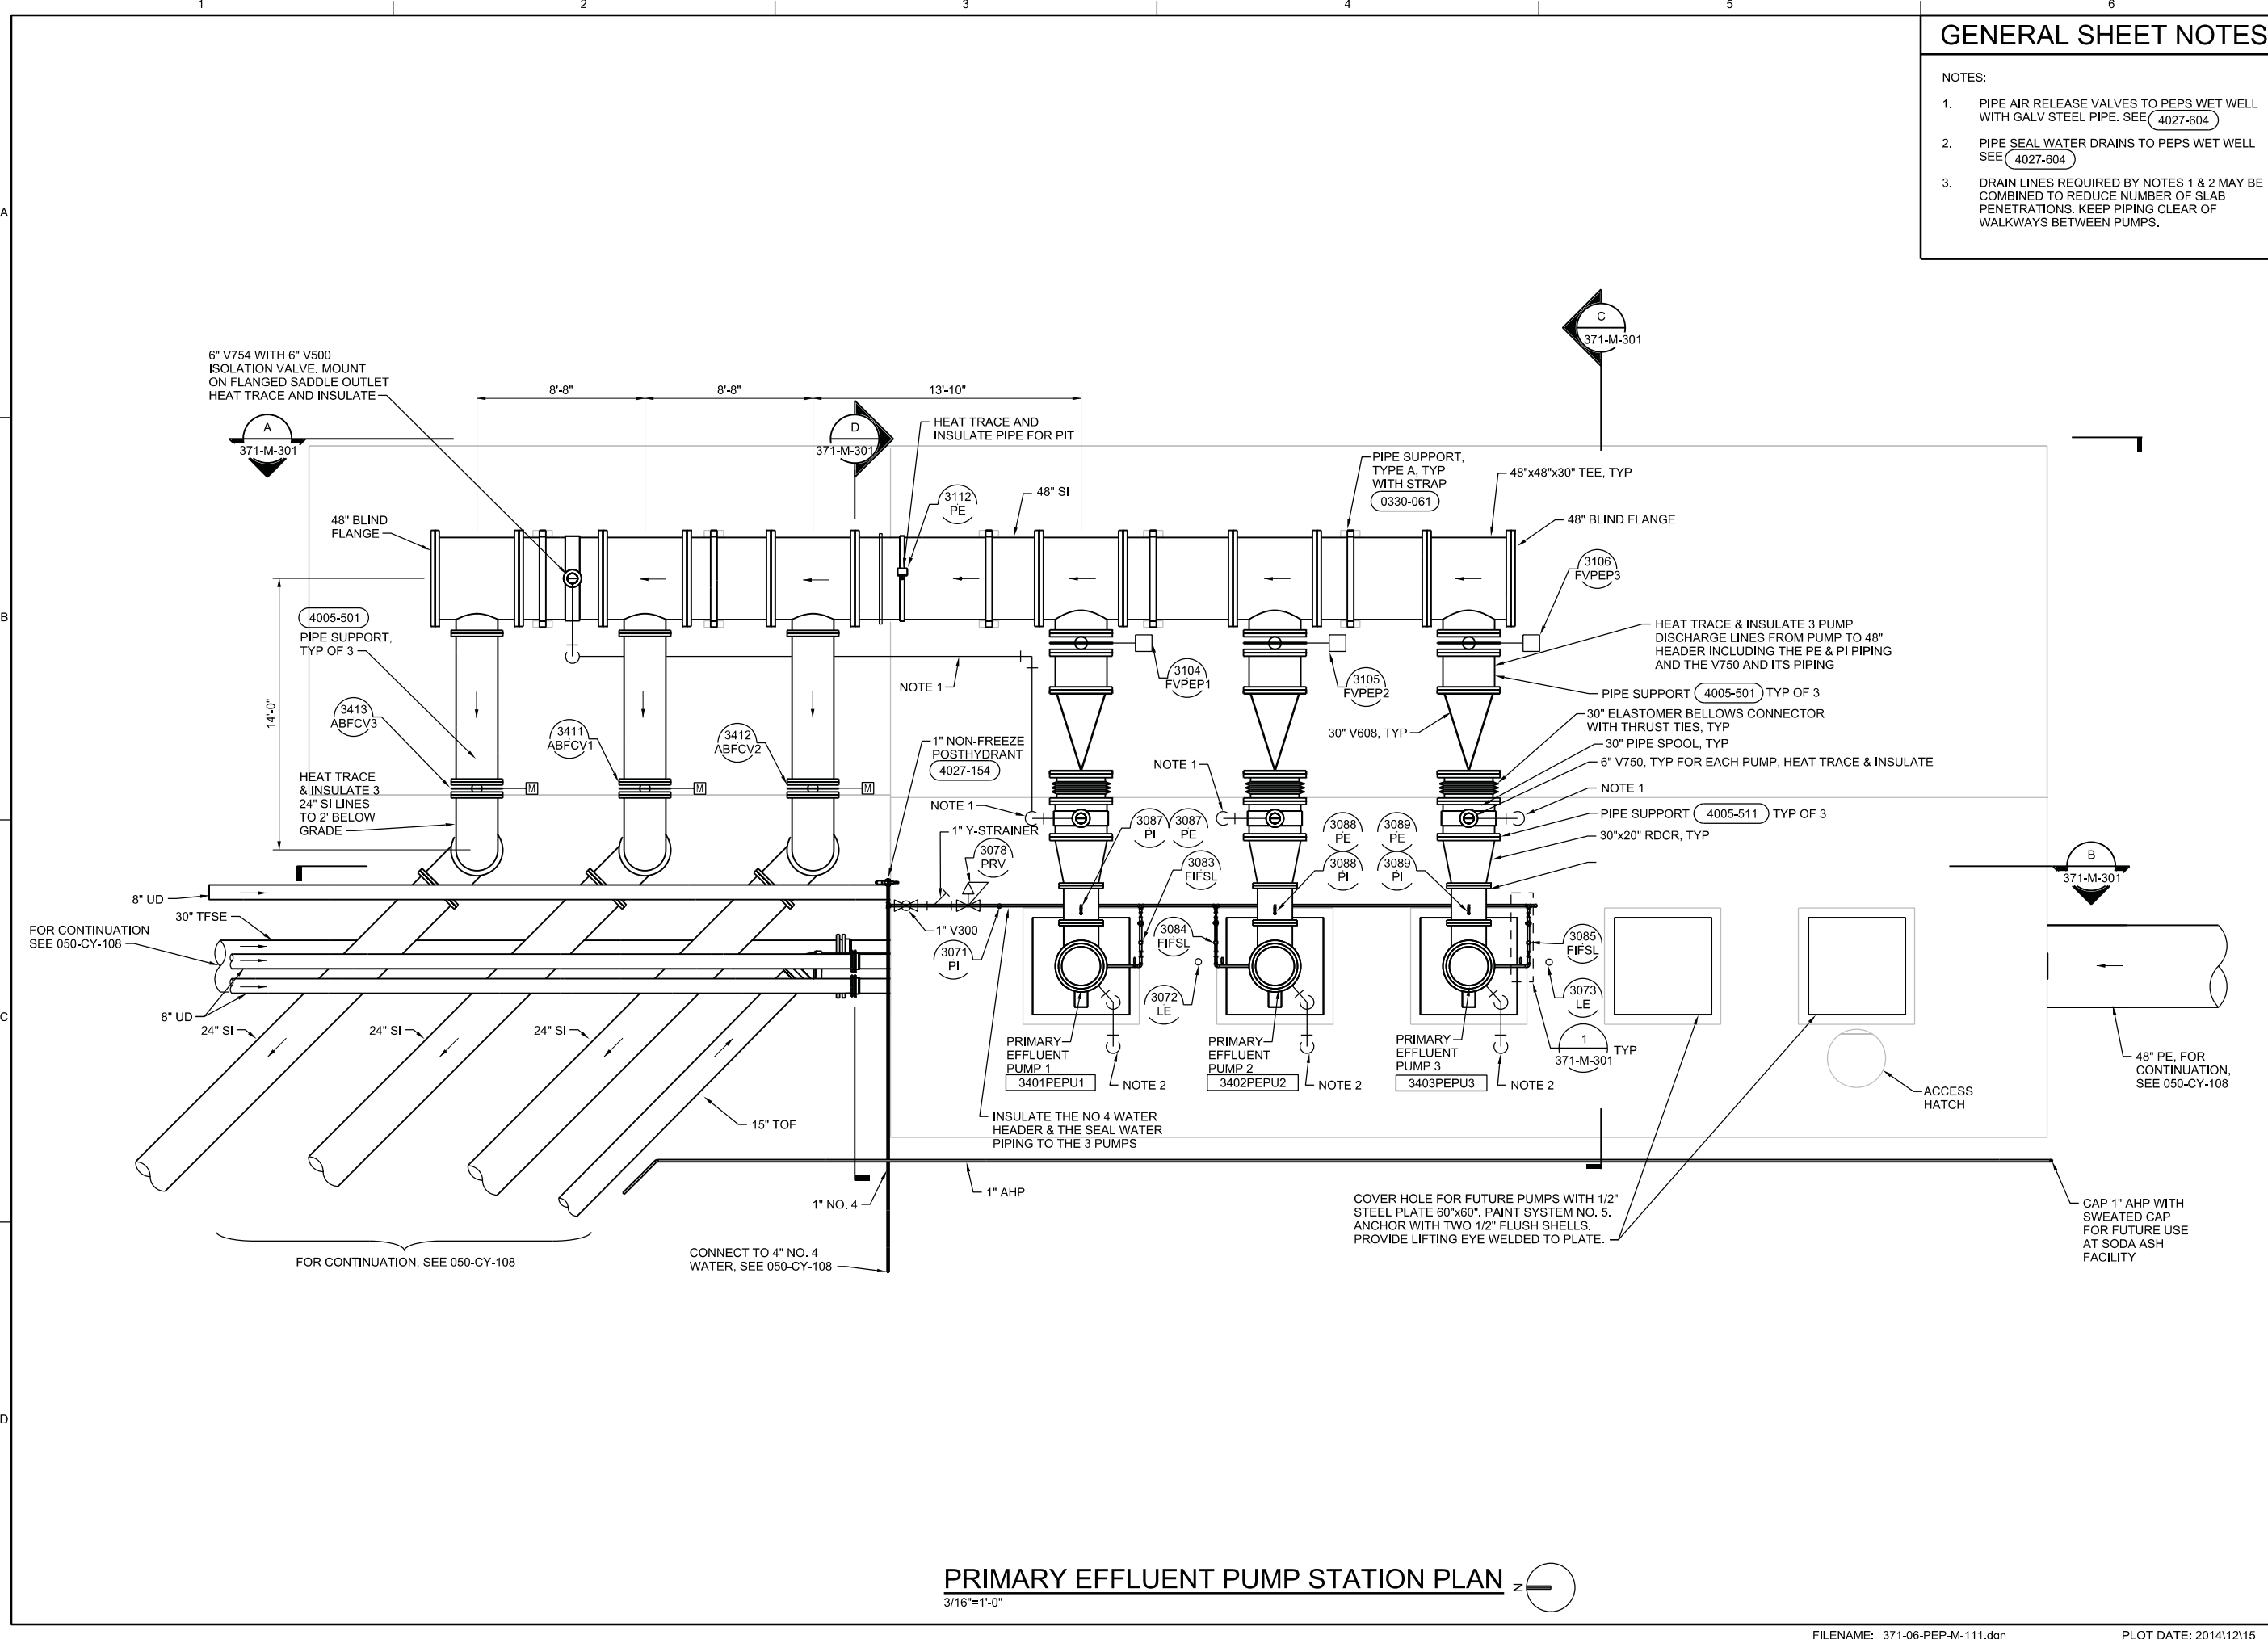 1
2
3
4
5
6
A
B
C
D
GENERAL SHEET NOTES
NOTES:
1. PIPE AIR RELEASE VALVES TO PEPS WET WELL
WITH GALV STEEL PIPE. SEE 4027-604
2. PIPE SEAL WATER DRAINS TO PEPS WET WELL
SEE 4027-604
3. DRAIN LINES REQUIRED BY NOTES 1 & 2 MAY BE
COMBINED TO REDUCE NUMBER OF SLAB
PENETRATIONS. KEEP PIPING CLEAR OF
WALKWAYS BETWEEN PUMPS.
C
371-M-301
6" V754 WITH 6" V500
ISOLATION VALVE. MOUNT
ON FLANGED SADDLE OUTLET
HEAT TRACE AND INSULATE
8'-8"
8'-8"
13'-10"
A
371-M-301
D
371-M-301
HEAT TRACE AND
INSULATE PIPE FOR PIT
PIPE SUPPORT,
TYPE A, TYP
WITH STRAP
0330-061
48"x48"x30" TEE, TYP
3112
PE
48" SI
48" BLIND
FLANGE
48" BLIND FLANGE
3106
FVPEP3
4005-501
PIPE SUPPORT,
TYP OF 3
14'-0"
HEAT TRACE & INSULATE 3 PUMP
DISCHARGE LINES FROM PUMP TO 48"
HEADER INCLUDING THE PE & PI PIPING
AND THE V750 AND ITS PIPING
NOTE 1
3104
FVPEP1
3105
FVPEP2
PIPE SUPPORT 4005-501 TYP OF 3
3413
ABFCV3
3411
ABFCV1
3412
ABFCV2
30" ELASTOMER BELLOWS CONNECTOR
WITH THRUST TIES, TYP
30" V608, TYP
30" PIPE SPOOL, TYP
1" NON-FREEZE
POSTHYDRANT
4027-154
6" V750, TYP FOR EACH PUMP, HEAT TRACE & INSULATE
NOTE 1
HEAT TRACE
& INSULATE 3
24" SI LINES
TO 2' BELOW
GRADE
M
M
M
NOTE 1
NOTE 1
PIPE SUPPORT 4005-511 TYP OF 3
30"x20" RDCR, TYP
1" Y-STRAINER
3078
PRV
3087
PI
3087
PE
3083
FIFSL
3088
PE
3089
PE
3088
PI
3089
PI
B
371-M-301
8" UD
30" TFSE
FOR CONTINUATION
SEE 050-CY-108
1" V300
3071
PI
3084
FIFSL
3085
FIFSL
3072
LE
3073
LE
8" UD
24" SI
24" SI
24" SI
PRIMARY
EFFLUENT
PUMP 1
3401PEPU1
NOTE 2
PRIMARY
EFFLUENT
PUMP 2
3402PEPU2
NOTE 2
PRIMARY
EFFLUENT
PUMP 3
3403PEPU3
NOTE 2
1
371-M-301
TYP
48" PE, FOR
CONTINUATION,
SEE 050-CY-108
ACCESS
HATCH
15" TOF
INSULATE THE NO 4 WATER
HEADER & THE SEAL WATER
PIPING TO THE 3 PUMPS
1" NO. 4
1" AHP
COVER HOLE FOR FUTURE PUMPS WITH 1/2"
STEEL PLATE 60"x60". PAINT SYSTEM NO. 5.
ANCHOR WITH TWO 1/2" FLUSH SHELLS.
PROVIDE LIFTING EYE WELDED TO PLATE.
CAP 1" AHP WITH
SWEATED CAP
FOR FUTURE USE
AT SODA ASH
FACILITY
FOR CONTINUATION, SEE 050-CY-108
CONNECT TO 4" NO. 4
WATER, SEE 050-CY-108
PRIMARY EFFLUENT PUMP STATION PLAN
3/16"=1'-0"
N
FILENAME: 371-06-PEP-M-111.dgn
PLOT DATE: 2014\12\15